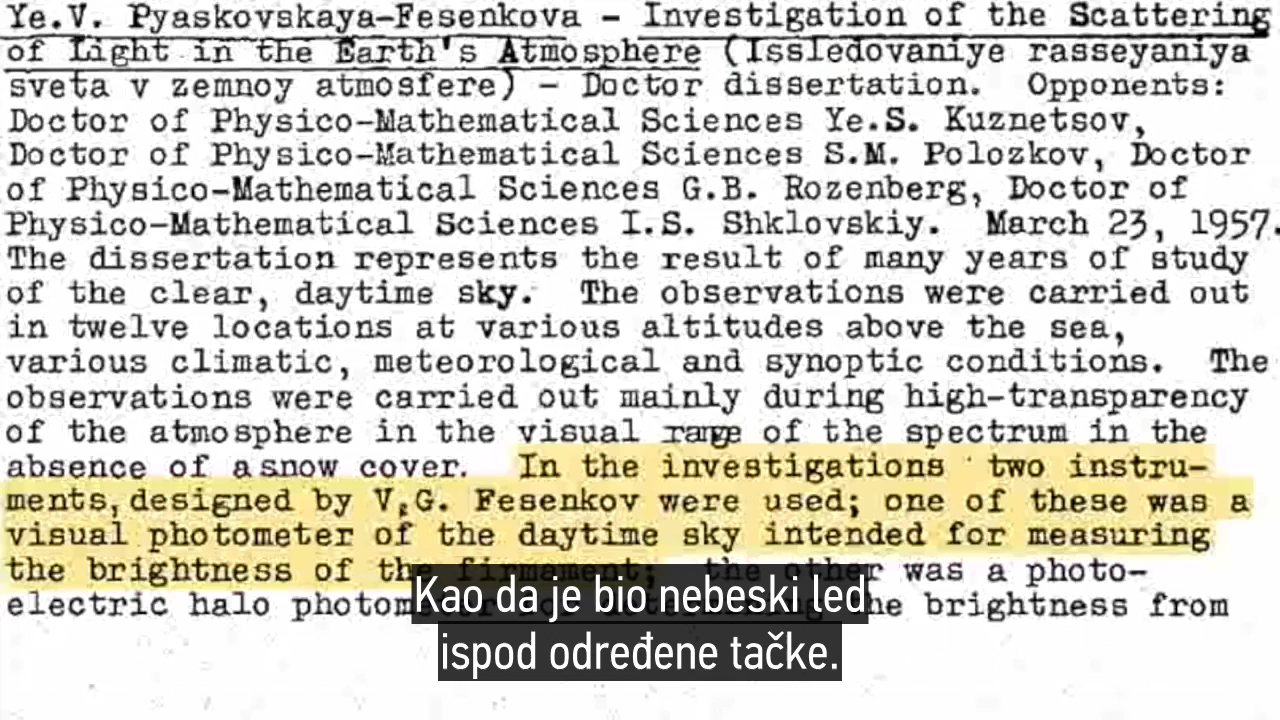 Ye.V. Pyaskovskaya-Fesenkova - Investigation of the Scattering
of Light in the Earth's Atmosphere (Issledovaniye rasseyaniya
sveta v zemnoy atmosfere) - Doctor dissertation. Opponents:
Doctor of Physico-Mathematical Sciences Ye.S. Kuznetsov,
Doctor of Physico-Mathematical Sciences S.M. Polozkov, Doctor
of Physico-Mathematical Sciences G.B. Rozenberg, Doctor of
Physico-Mathematical Sciences I.S. Shklovskiy. March 23, 1957.
The dissertation represents the result of many years of study
of the clear, daytime sky. The observations were carried out
in twelve locations at various altitudes above the sea,
various climatic, meteorological and synoptic conditions. The
observations were carried out mainly during high-transparency
of the atmosphere in the visual range of the spectrum in the
absence of a snow cover. In the investigations two instru-
ments, designed by V.G. Fesenkov were used; one of these was a
visual photometer of the daytime sky intended for measuring
the brightness of the firmament; the other was a photo-
electric halo photometer the brightness from
Kao da je bio nebeski led
ispod određene tačke.